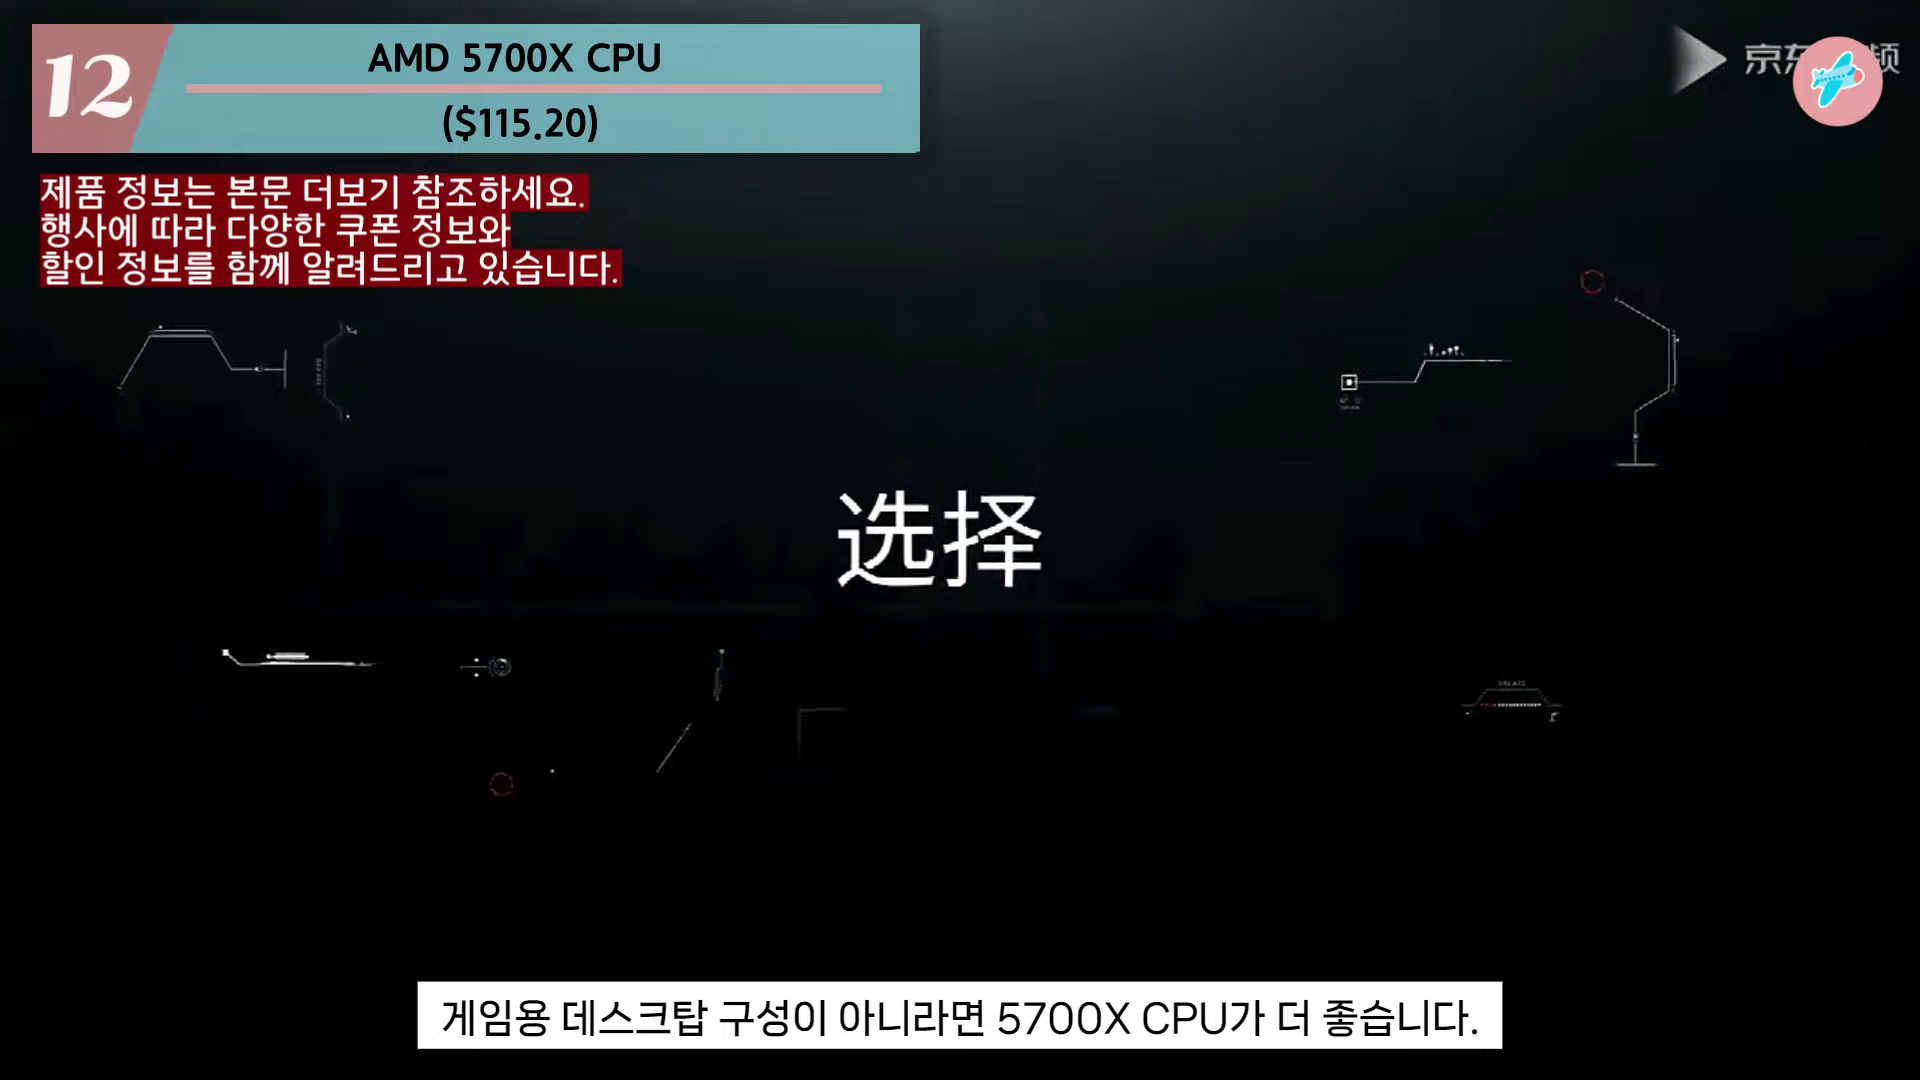 12
AMD 5700X CPU
($115.20)
제품 정보는 본문 더보기 참조하세요.
행사에 따라 다양한 쿠폰 정보와
할인 정보를 함께 알려드리고 있습니다.
选择
게임용 데스크탑 구성이 아니라면 5700X CPU가 더 좋습니다.